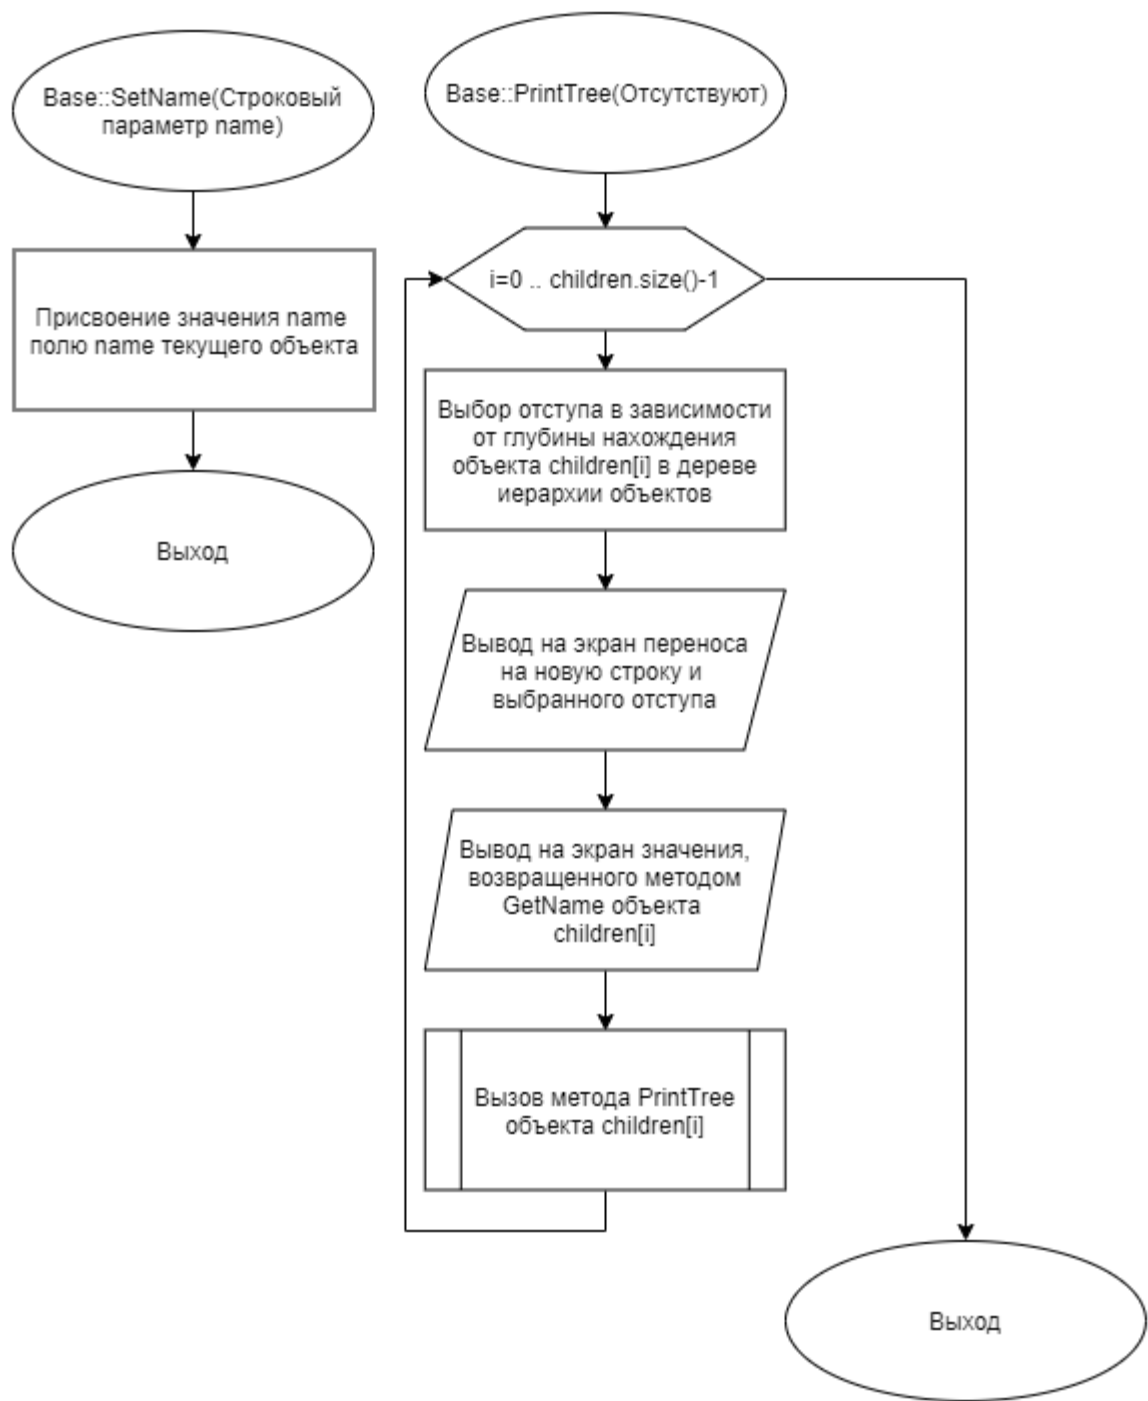 Base::SetName(Строковый
параметр name)
Присвоение значения name
полю name текущего объекта
Выход
Base::PrintTree(Отсутствуют)
i=0 .. children.size()-1
Выбор отступа в зависимости
от глубины нахождения
объекта children[i] в дереве
иерархии объектов
Вывод на экран переноса
на новую строку и
выбранного отступа
Вывод на экран значения,
возвращенного методом
GetName объекта
children[i]
Вызов метода PrintTree
объекта children[i]
Выход